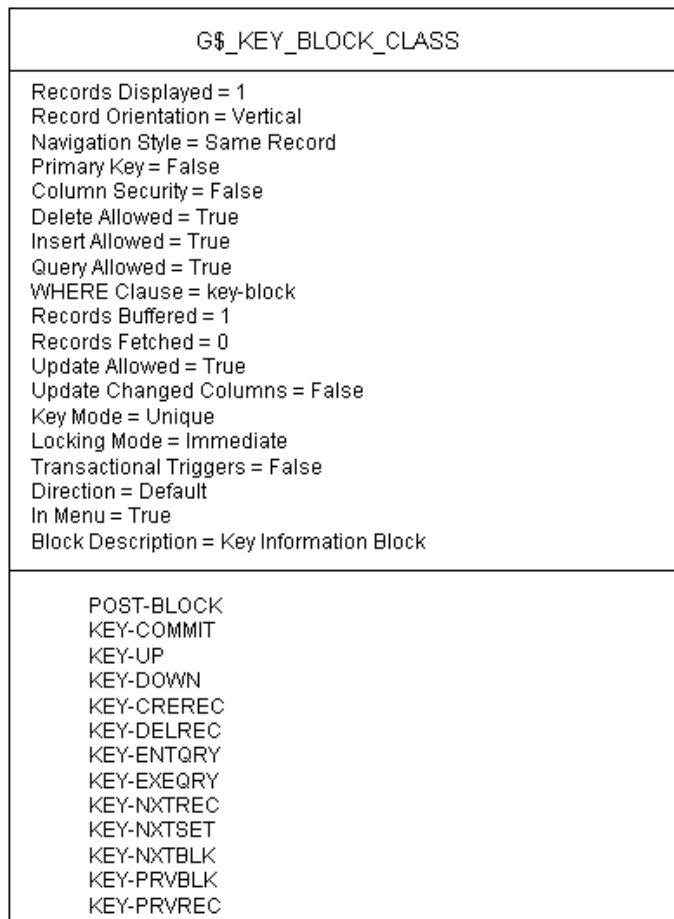 G$_KEY_BLOCK_CLASS
Records Displayed = 1
Record Orientation = Vertical
Navigation Style = Same Record
Primary Key = False
Column Security = False
Delete Allowed = True
Insert Allowed = True
Query Allowed = True
WHERE Clause = key-block
Records Buffered = 1
Records Fetched = 0
Update Allowed = True
Update Changed Columns = False
Key Mode = Unique
Locking Mode = Immediate
Transactional Triggers = False
Direction = Default
In Menu = True
Block Description = Key Information Block
POST-BLOCK
KEY-COMMIT
KEY-UP
KEY-DOWN
KEY-CREREC
KEY-DELREC
KEY-ENTQRY
KEY-EXEQRY
KEY-NXTREC
KEY-NXTSET
KEY-NXTBLK
KEY-PRVBLK
KEY-PRVREC